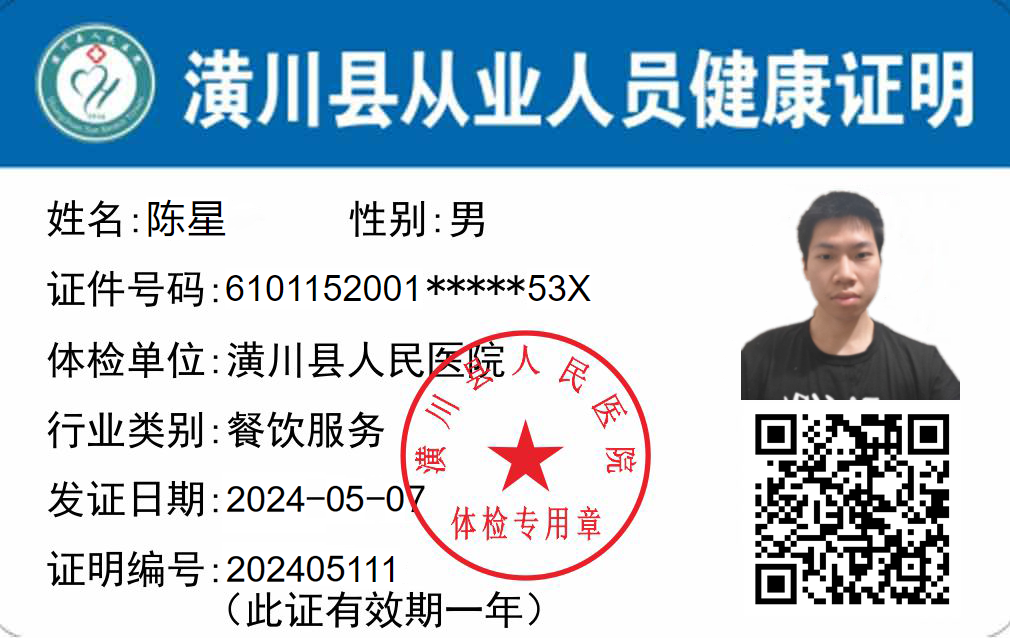 潢川县从业人员健康证明
姓名:陈星 性别:男
证件号码:6101152001*****53X
体检单位:潢川县人民医院
行业类别:餐饮服务
发证日期:2024-05-07
证明编号:202405111
(此证有效期一年)
潢川县人民医院
体检专用章